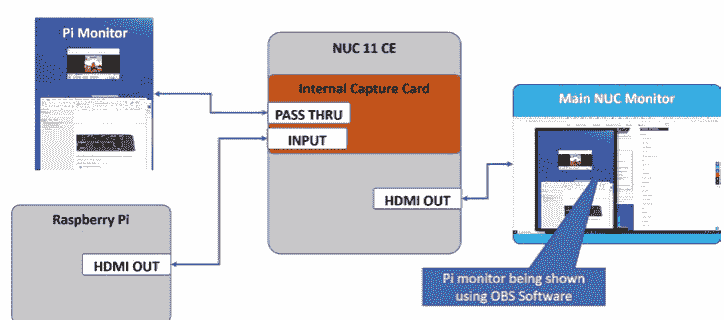 Pi Monitor
NUC 11 CE
Internal Capture Card
PASS THRU
INPUT
HDMI OUT
Main NUC Monitor
Raspberry Pi
HDMI OUT
Pi monitor being shown
using OBS Software